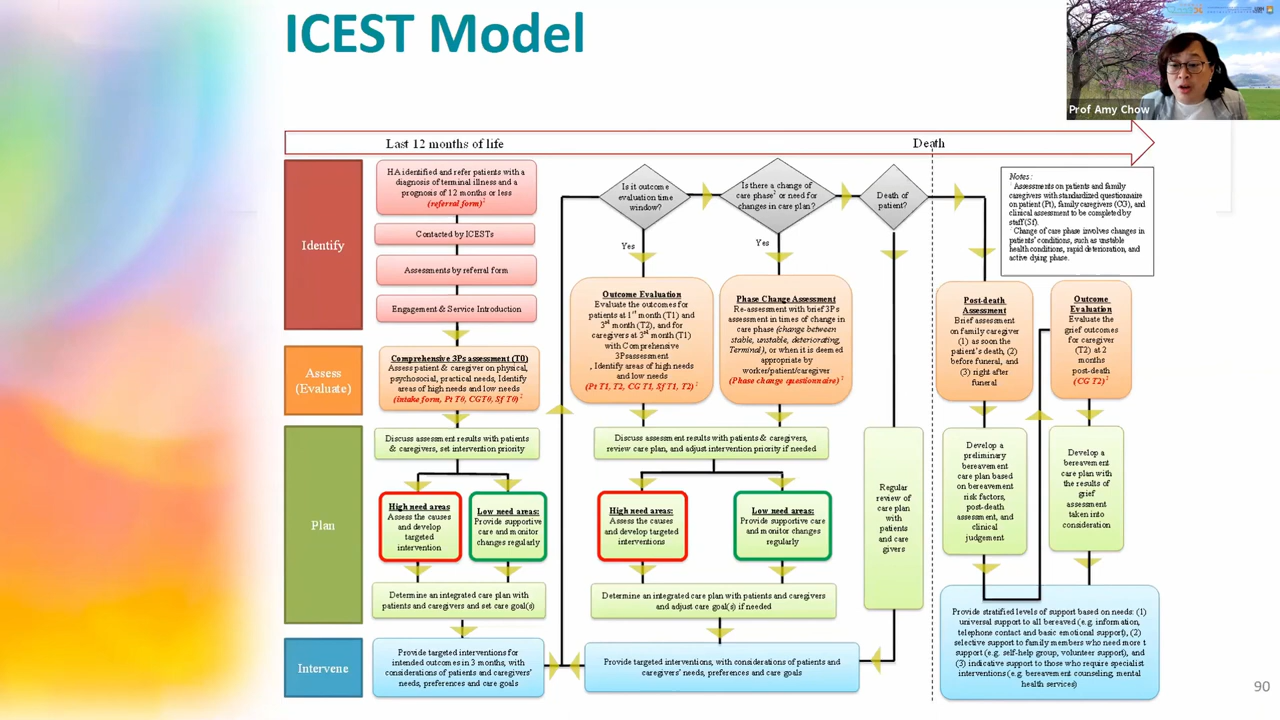 ICEST Model
Prof Amy Chow
Last 12 months of life
Death
Identify
HA identified and refer patients with a
diagnosis of terminal illness and a
prognosis of 12 months or less
(referral form)²
Contacted by ICESTs
Assessments by referral form
Engagement & Service Introduction
Is it outcome
evaluation time
window?
Is there a change of
care phase² or need for
changes in care plan?
Death of
patient?
Yes
Yes
Notes:
¹ Assessments on patients and family
caregivers with standardized questionnaire
on patient (Pt), family caregivers (CG), and
clinical assessment to be completed by
staff (Sf).
Change of care phase involves changes in
patients' conditions, such as unstable
health conditions, rapid deterioration, and
active dying phase.
Assess
(Evaluate)
Comprehensive 3Ps assessment (T0)
Assess patient & caregiver on physical,
psychosocial, practical needs, Identify
areas of high needs and low needs
(intake form, Pt T0, CGT0, Sf T0)²
Outcome Evaluation
Evaluate the outcomes for
patients at 1st month (T1) and
3rd month (T2), and for
caregivers at 3rd month (T1)
with Comprehensive
3Psassessment
, Identify areas of high needs
and low needs
(Pt T1, T2, CG T1, Sf T1, T2)²
Phase Change Assessment
Re-assessment with brief 3Ps
assessment in times of change in
care phase (change between
stable, unstable, deteriorating,
Terminal), or when it is deemed
appropriate by
worker/patient/caregiver
(Phase change questionnaire)²
Post-death
Assessment
Brief assessment
on family caregiver
(1) as soon the
patient's death, (2)
before funeral, and
(3) right after
funeral
Outcome
Evaluation
Evaluate the
grief outcomes
for caregiver
(T2) at 2
months
post-death
(CG T2)²
Plan
Discuss assessment results with patients
& caregivers, set intervention priority
High need areas
Assess the causes
and develop
targeted
intervention
Low need areas:
Provide supportive
care and monitor
changes regularly
Determine an integrated care plan with
patients and caregivers and set care goal(s)
Discuss assessment results with patients & caregivers,
review care plan, and adjust intervention priority if needed
High need areas:
Assess the causes
and develop targeted
interventions
Low need areas:
Provide supportive care
and monitor changes
regularly
Determine an integrated care plan with patients and caregivers
and adjust care goal(s) if needed
Regular
review of
care plan
with
patients
and care
givers
Develop a
preliminary
bereavement
care plan based
on bereavement
risk factors,
post-death
assessment, and
clinical
judgement
Develop a
bereavement
care plan with
the results of
grief
assessment
taken into
consideration
Intervene
Provide targeted interventions for
intended outcomes in 3 months, with
considerations of patients and caregivers'
needs, preferences and care goals
Provide targeted interventions, with considerations of patients and
caregivers' needs, preferences and care goals
Provide stratified levels of support based on needs: (1)
universal support to all bereaved (e.g. information,
telephone contact and basic emotional support), (2)
selective support to family members who need more t
support (e.g. self-help group, volunteer support), and
(3) indicative support to those who require specialist
interventions (e.g. bereavement counseling, mental
health services)
90